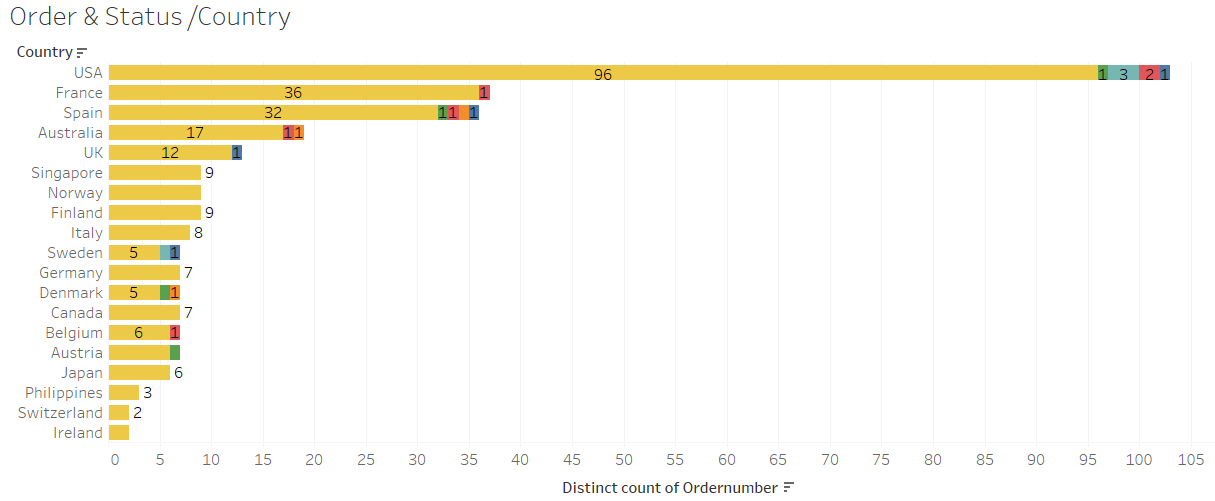 Order & Status /Country
Country
USA 96 1 3 2 1
France 36 1
Spain 32 1 1 1
Australia 17 1 1
UK 12 1
Singapore 9
Norway
Finland 9
Italy 8
Sweden 5 1
Germany 7
Denmark 5 1
Canada 7
Belgium 6 1
Austria
Japan 6
Philippines 3
Switzerland 2
Ireland
0 5 10 15 20 25 30 35 40 45 50 55 60 65 70 75 80 85 90 95 100 105
Distinct count of Ordernumber